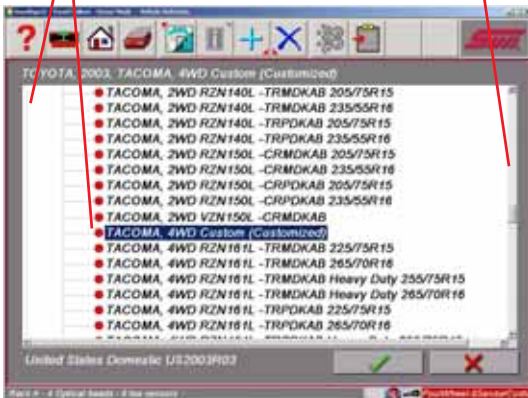 TOYOTA, 2003, TACOMA, 4WD Custom (Customized)
TACOMA, 2WD RZN140L -TRMDKAB 205/75R15
TACOMA, 2WD RZN140L -TRMDKAB 235/55R16
TACOMA, 2WD RZN140L -TRPDKAB 205/75R15
TACOMA, 2WD RZN140L -TRPDKAB 235/55R16
TACOMA, 2WD RZN150L -CRMDKAB 205/75R15
TACOMA, 2WD RZN150L -CRMDKAB 235/55R16
TACOMA, 2WD RZN150L -CRPDKAB 205/75R15
TACOMA, 2WD RZN150L -CRPDKAB 235/55R16
TACOMA, 2WD VZN150L -CRMDKAB
TACOMA, 4WD Custom (Customized)
TACOMA, 4WD RZN161L -TRMDKAB 225/75R15
TACOMA, 4WD RZN161L -TRMDKAB 265/70R16
TACOMA, 4WD RZN161L -TRMDKAB Heavy Duty 255/75R15
TACOMA, 4WD RZN161L -TRMDKAB Heavy Duty 265/70R16
TACOMA, 4WD RZN161L -TRPDKAB 225/75R15
TACOMA, 4WD RZN161L -TRPDKAB 265/70R16
United States Domestic US2003R03